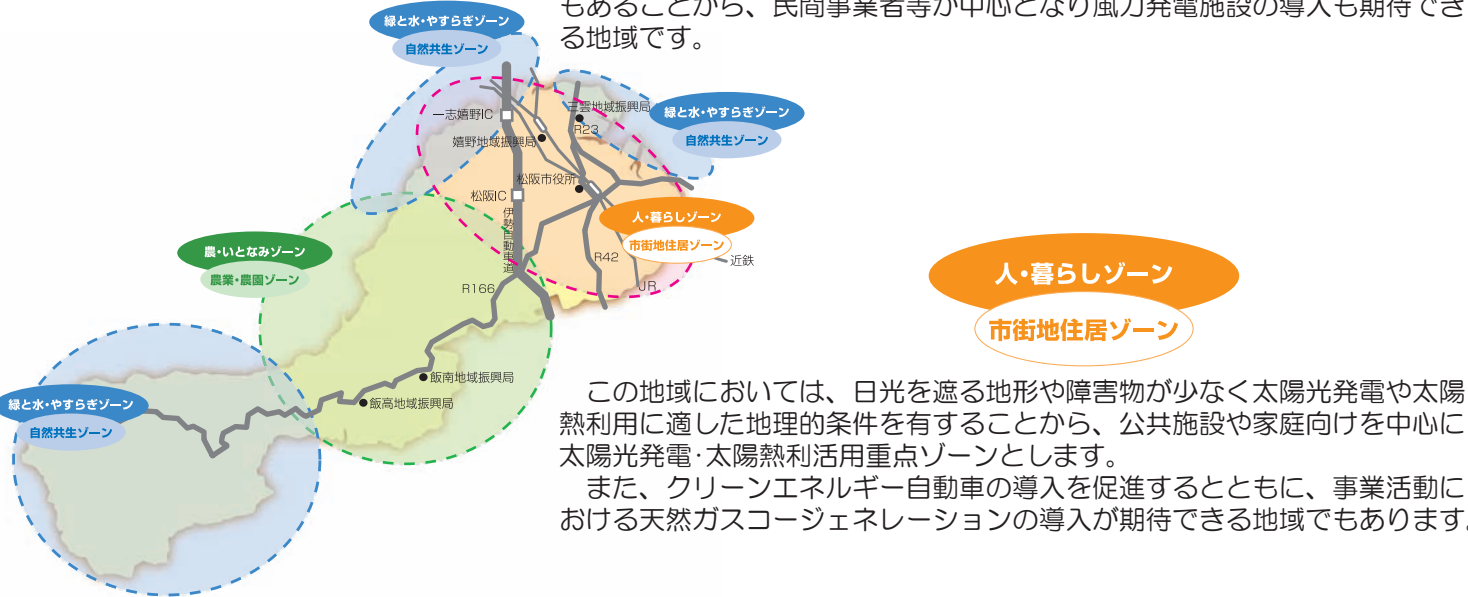 もあることから、民間事業者等が中心となり風力発電施設の導入も期待でき
る地域です。
緑と水・やすらぎゾーン
自然共生ゾーン
一志嬉野IC
嬉野地域振興局
三雲地域振興局
R23
緑と水・やすらぎゾーン
自然共生ゾーン
松阪市役所
松阪IC
伊勢自動車道
人・暮らしゾーン
市街地住居ゾーン
近鉄
R42
JR
農・いとなみゾーン
農業・農園ゾーン
R166
飯南地域振興局
飯高地域振興局
緑と水・やすらぎゾーン
自然共生ゾーン
人・暮らしゾーン
市街地住居ゾーン
　この地域においては、日光を遮る地形や障害物が少なく太陽光発電や太陽
熱利用に適した地理的条件を有することから、公共施設や家庭向けを中心に
太陽光発電・太陽熱利活用重点ゾーンとします。
　また、クリーンエネルギー自動車の導入を促進するとともに、事業活動に
おける天然ガスコージェネレーションの導入が期待できる地域でもあります。